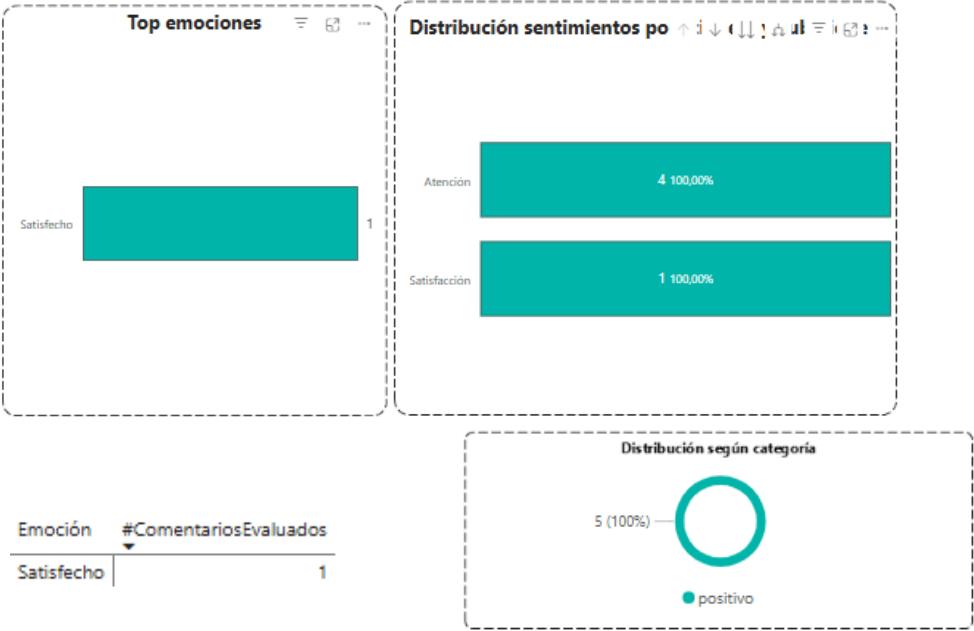 Top emociones
Satisfecho
1
Distribución sentimientos po
Atención
4 100,00%
Satisfacción
1 100,00%
Emoción #ComentariosEvaluados
Satisfecho 1
Distribución según categoría
5 (100%)
positivo